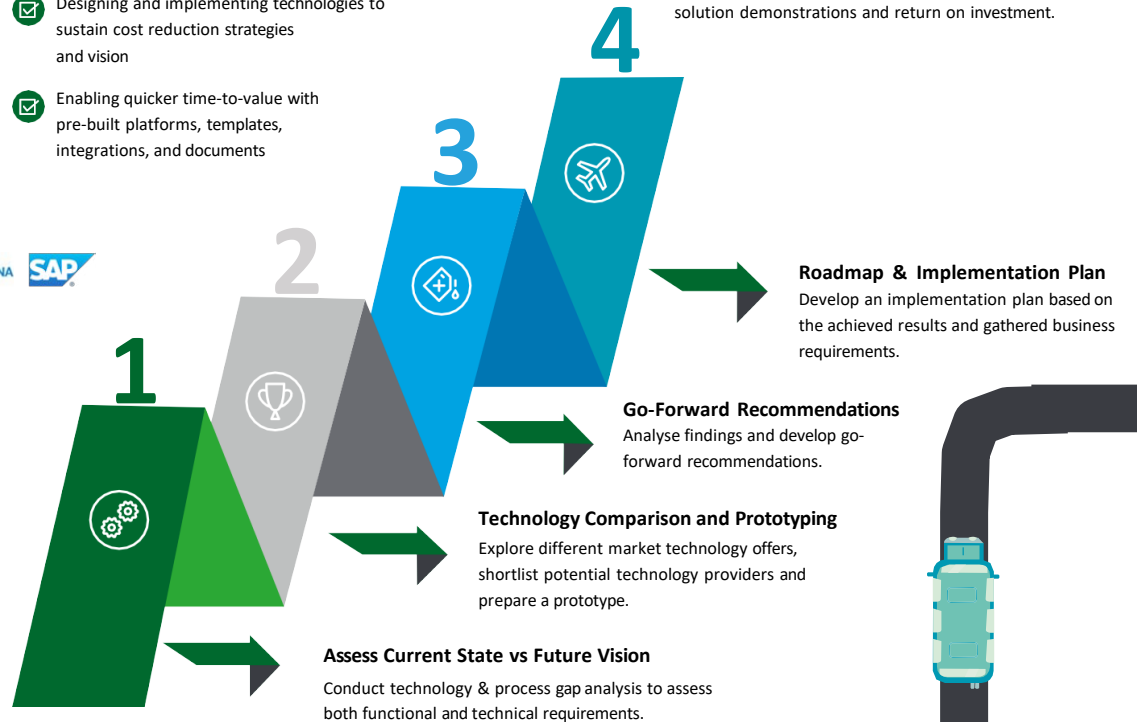 Designing and implementing technologies to
sustain cost reduction strategies
and vision
Enabling quicker time-to-value with
pre-built platforms, templates,
integrations, and documents
solution demonstrations and return on investment.
4
3
2
NA SAP
1
Roadmap & Implementation Plan
Develop an implementation plan based on
the achieved results and gathered business
requirements.
Go-Forward Recommendations
Analyse findings and develop go-
forward recommendations.
Technology Comparison and Prototyping
Explore different market technology offers,
shortlist potential technology providers and
prepare a prototype.
Assess Current State vs Future Vision
Conduct technology & process gap analysis to assess
both functional and technical requirements.